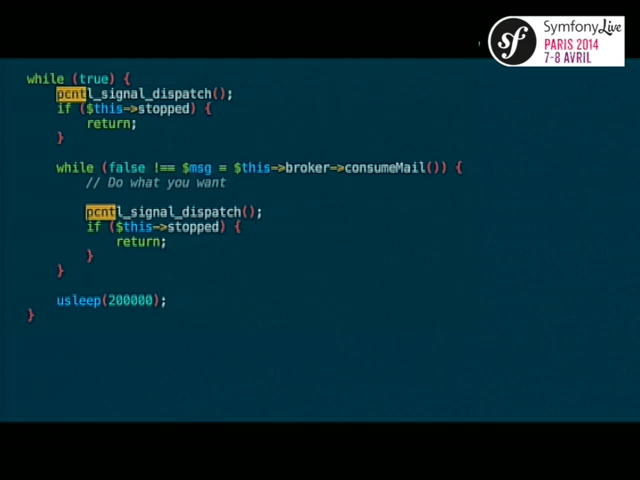 sf
SymfonyLive
PARIS 2014
7-8 AVRIL
while (true) {
pcntl_signal_dispatch();
if ($this->stopped) {
return;
}
while (false !== $msg = $this->broker->consumeMail()) {
// Do what you want
pcntl_signal_dispatch();
if ($this->stopped) {
return;
}
}
usleep(200000);
}